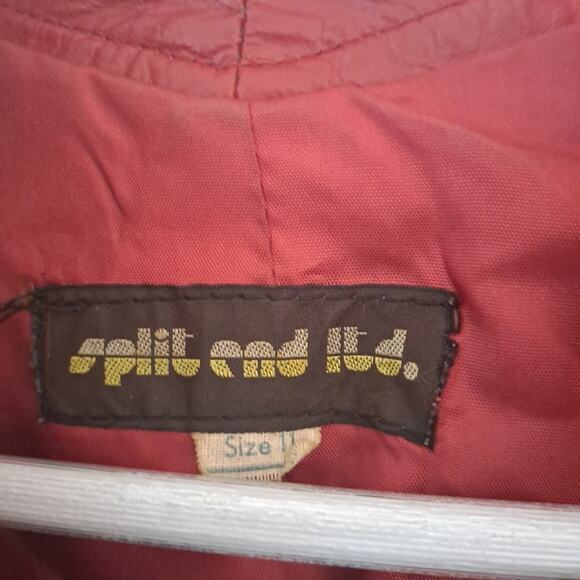 split end ltd.
Size 11